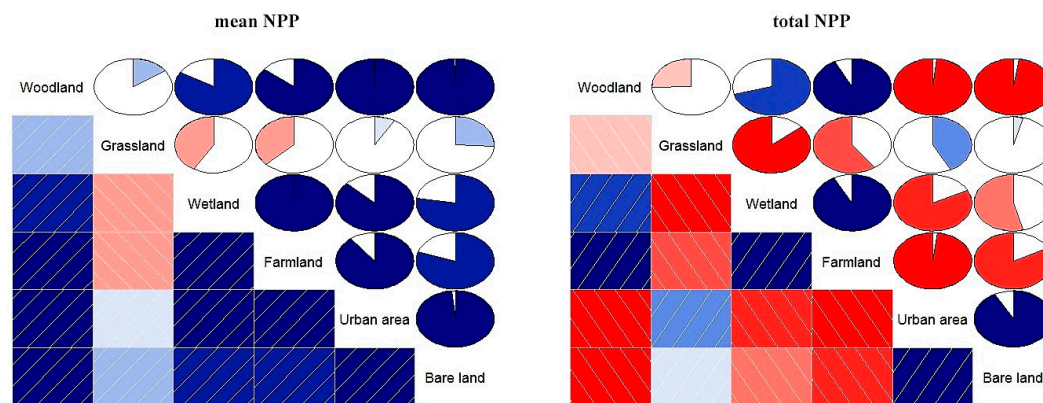 mean NPP
Woodland
Grassland
Wetland
Farmland
Urban area
Bare land
total NPP
Woodland
Grassland
Wetland
Farmland
Urban area
Bare land